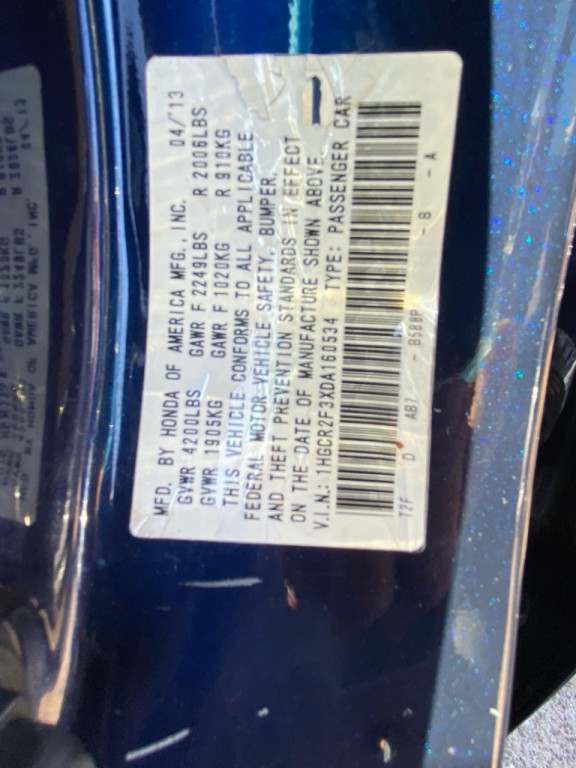 MFD. BY HONDA OF AMERICA MFG., INC. 04/13
GVWR 4200LBS GAWR F 2249LBS R 2006LBS
GVWR 1905KG GAWR F 1020KG R 910KG
THIS VEHICLE CONFORMS TO ALL APPLICABLE
FEDERAL MOTOR-VEHICLE SAFETY, BUMPER,
AND THEFT PREVENTION STANDARDS IN EFFECT
ON THE DATE OF MANUFACTURE SHOWN ABOVE.
V.I.N.: 1HGCR2F3XDA160534 TYPE: PASSENGER CAR
T2F D AB7 - B588P - B - A